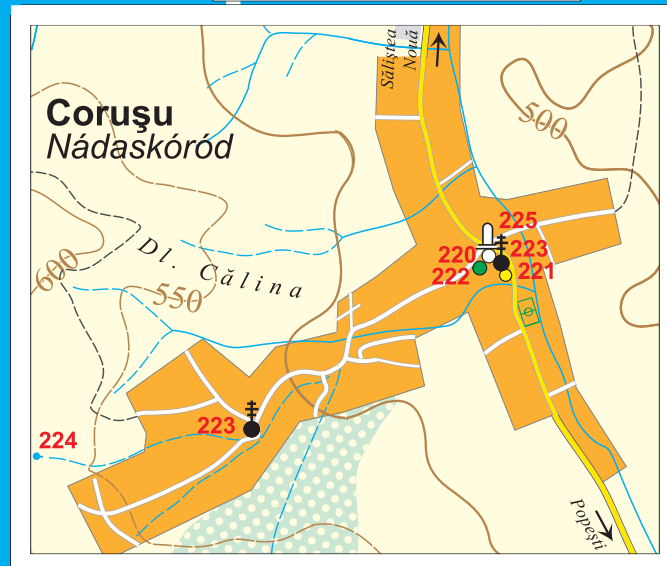 Coruşu
Nádaskóród
Săliştea
Nouă
500
600
550
Dl. Călina
225
220
223
222
221
223
224
Popeşti